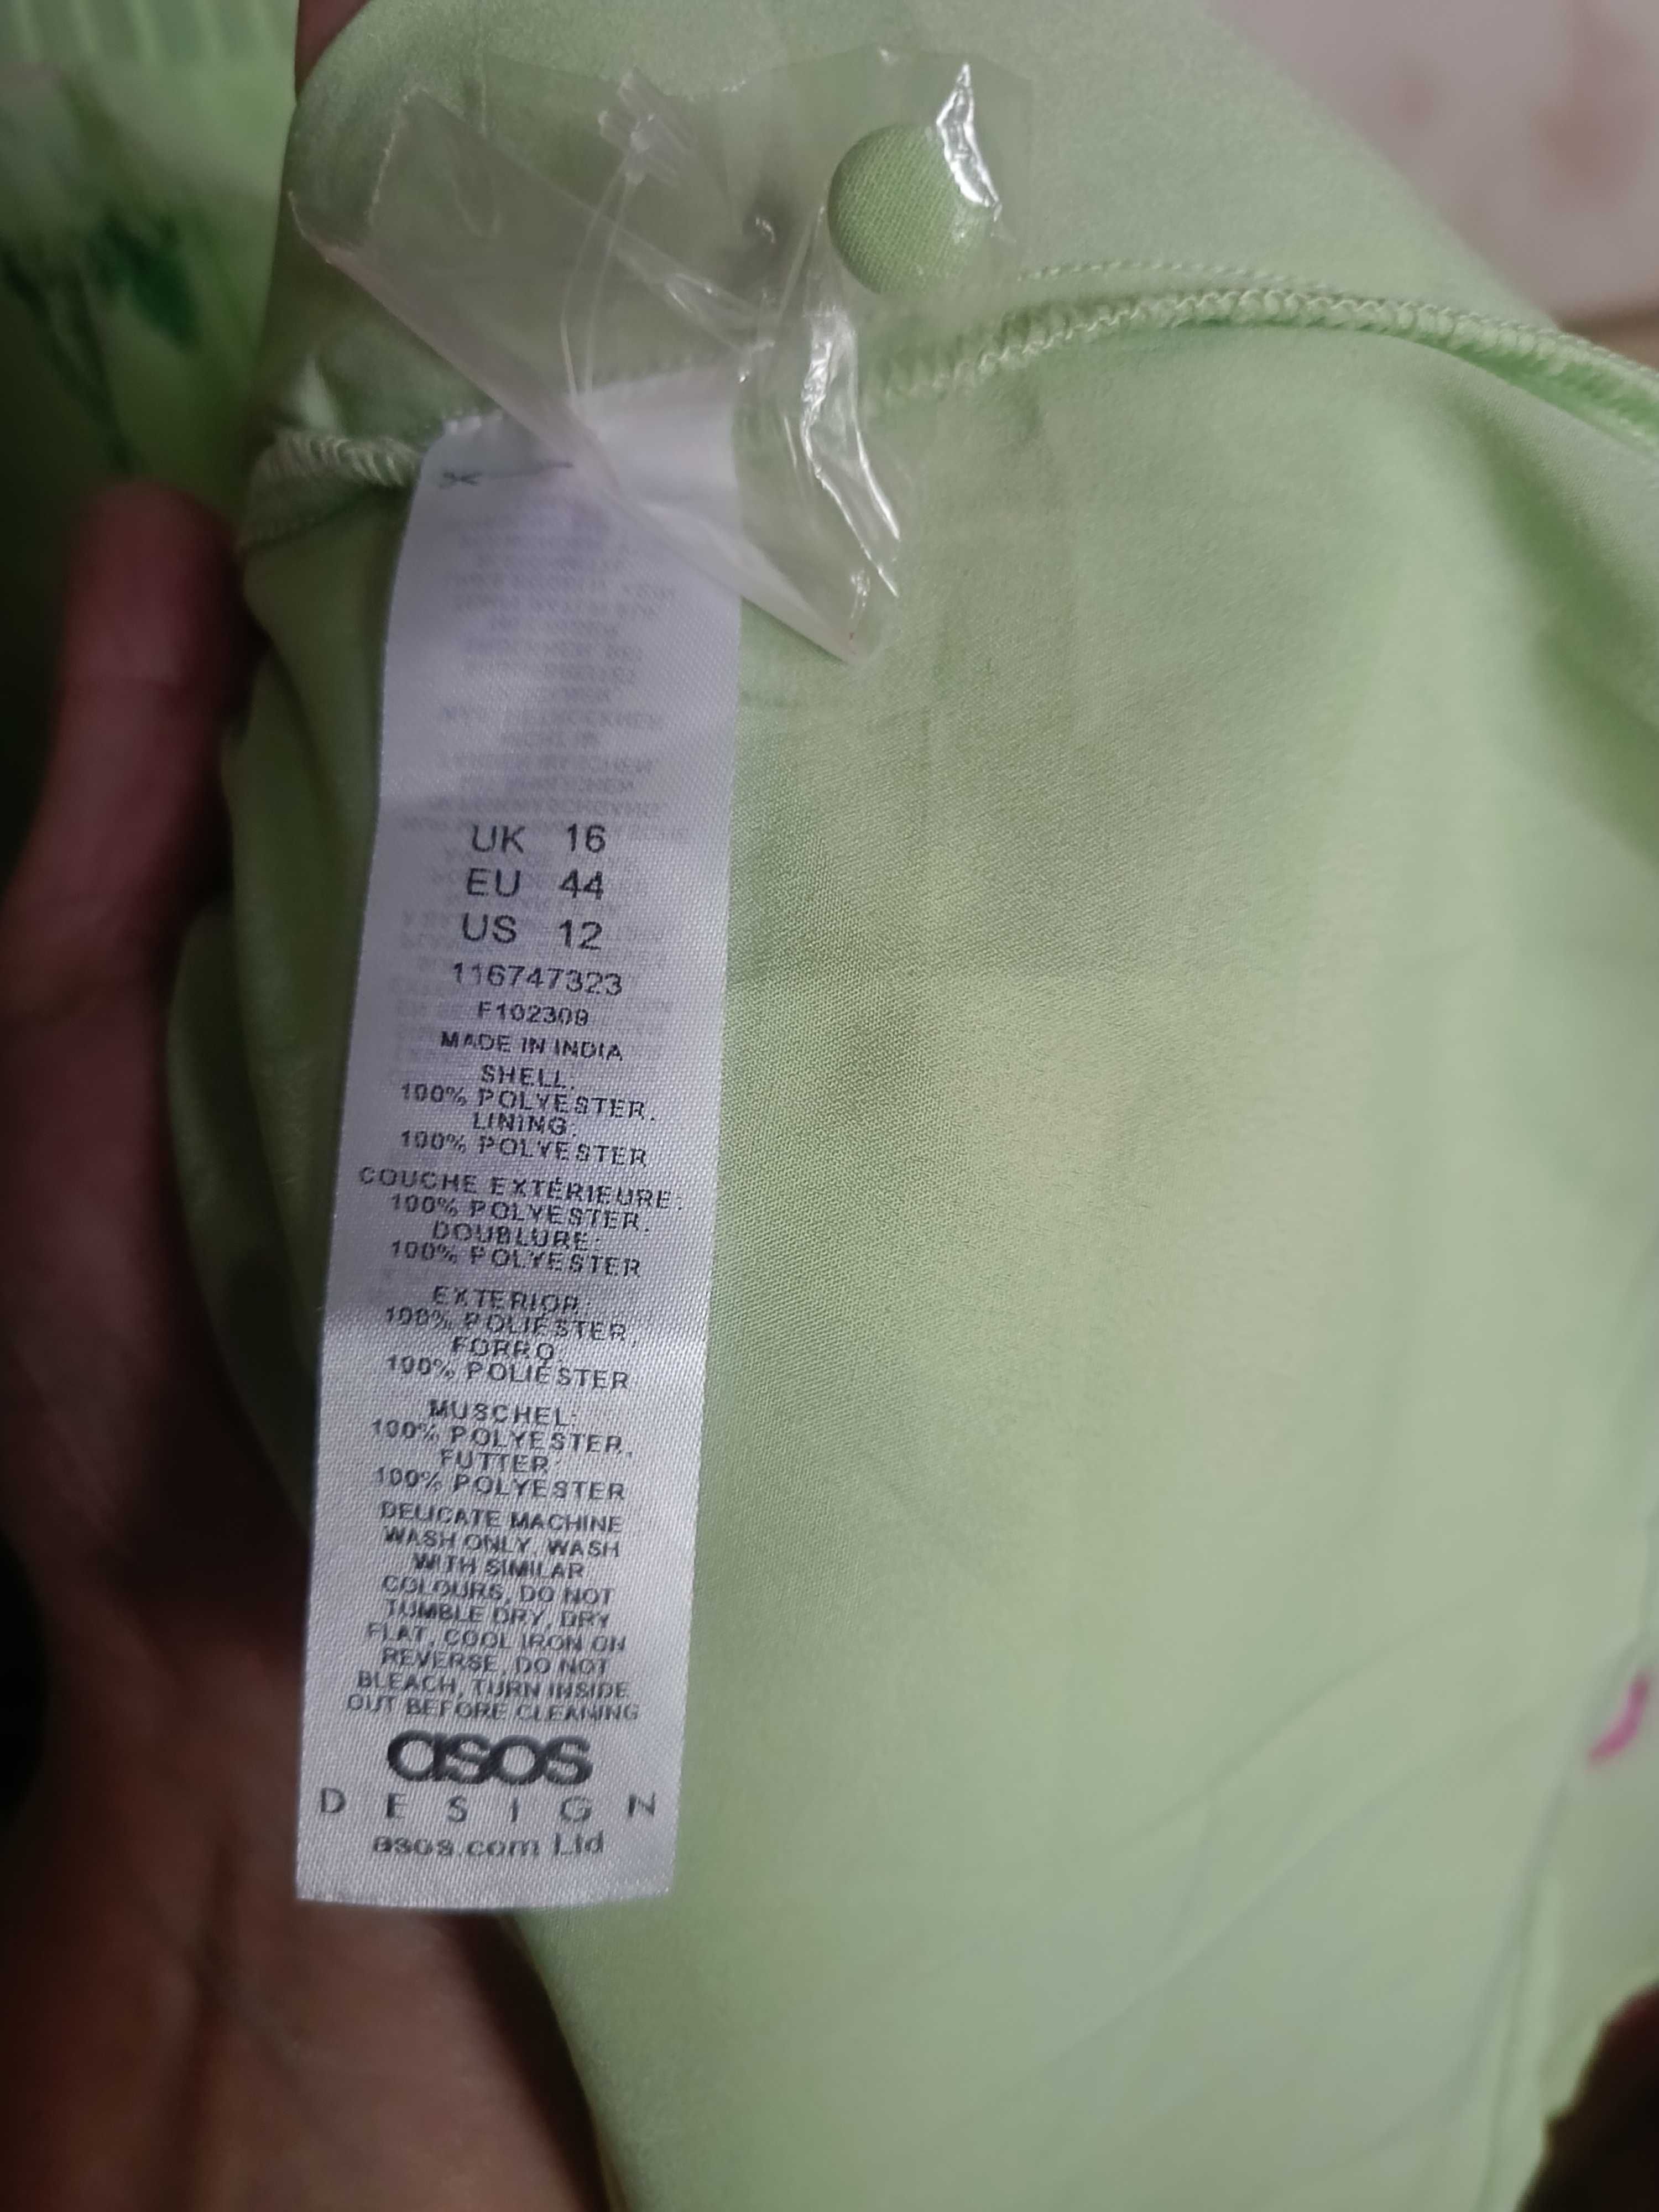 UK 16
EU 44
US 12
116747323
F102309
MADE IN INDIA
SHELL:
100% POLYESTER.
LINING:
100% POLYESTER
COUCHE EXTÉRIEURE:
100% POLYESTER.
DOUBLURE:
100% POLYESTER
EXTERIOR:
100% POLIÉSTER,
FORRO:
100% POLIÉSTER
MUSCHEL:
100% POLYESTER,
FUTTER:
100% POLYESTER
DELICATE MACHINE
WASH ONLY, WASH
WITH SIMILAR
COLOURS, DO NOT
TUMBLE DRY, DRY
FLAT, COOL IRON ON
REVERSE, DO NOT
BLEACH, TURN INSIDE
OUT BEFORE CLEANING
asos
DESIGN
asos.com Ltd